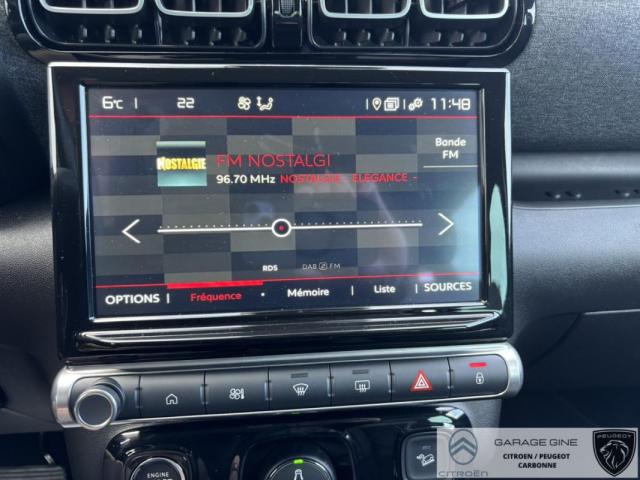 6°C 22 11:48
Bande
FM
NOSTALGIE
FM NOSTALGI
96.70 MHz NOSTALGIE ELEGANCE -
RDS DAB FM
OPTIONS Fréquence Mémoire Liste SOURCES
ENGINE
CITROËN
GARAGE GINE
CITROEN / PEUGEOT
CARBONNE
PEUGEOT